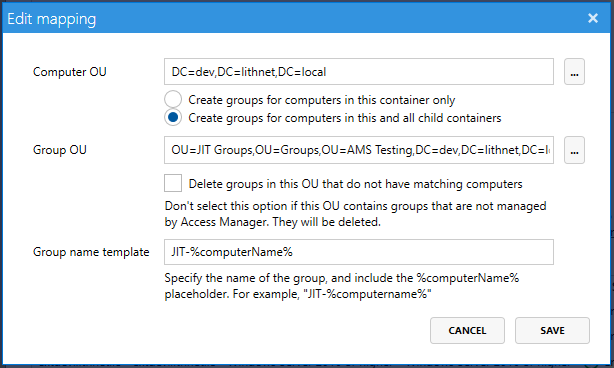 Edit mapping
Computer OU
DC=dev,DC=lithnet,DC=local
...
Create groups for computers in this container only
Create groups for computers in this and all child containers
Group OU
OU=JIT Groups,OU=Groups,OU=AMS Testing,DC=dev,DC=lithnet,DC=l
...
Delete groups in this OU that do not have matching computers
Don't select this option if this OU contains groups that are not managed
by Access Manager. They will be deleted.
Group name template
JIT-%computerName%
Specify the name of the group, and include the %computerName%
placeholder. For example, "JIT-%computername%"
CANCEL
SAVE